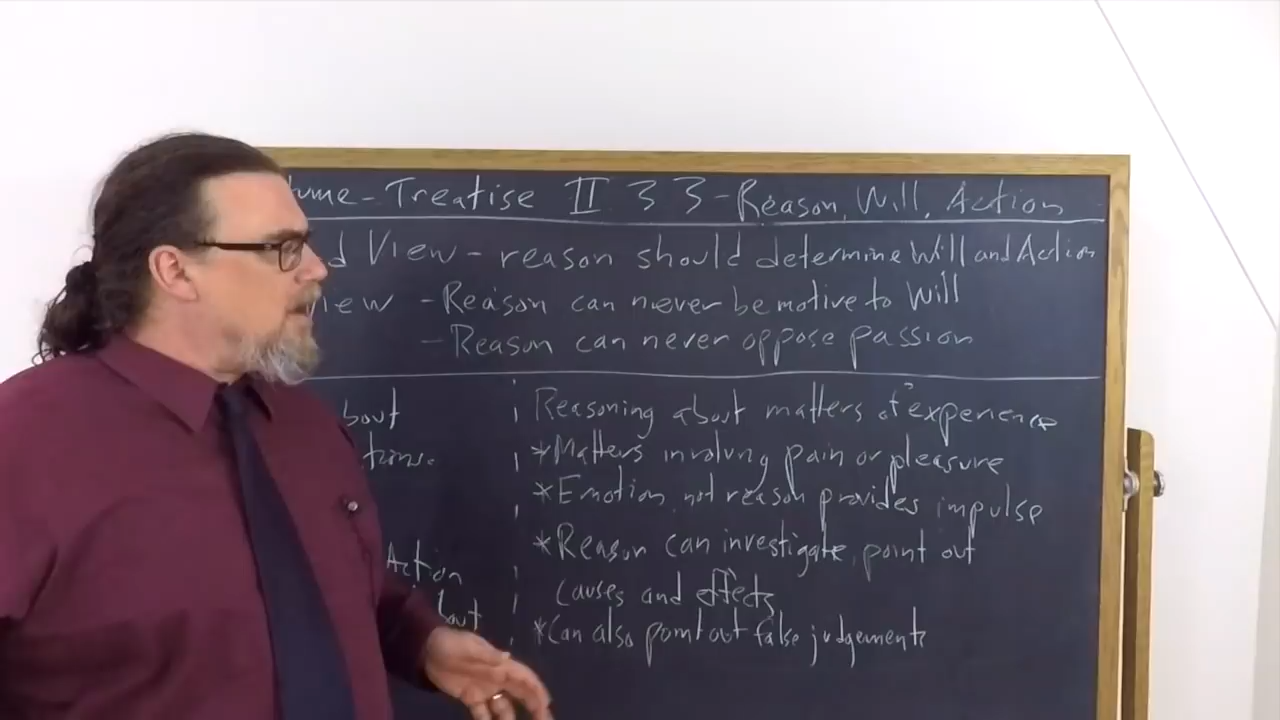 ume - Treatise II 3 3 - Reason, Will, Action
d View - reason should determine Will and Action
iew - Reason can never be motive to Will
- Reason can never oppose passion
bout
tions.
Action
bout
Reasoning about matters of experience
* Matters involving pain or pleasure
* Emotion, not reason provides impulse
* Reason can investigate, point out
causes and effects
* Can also point out false judgements